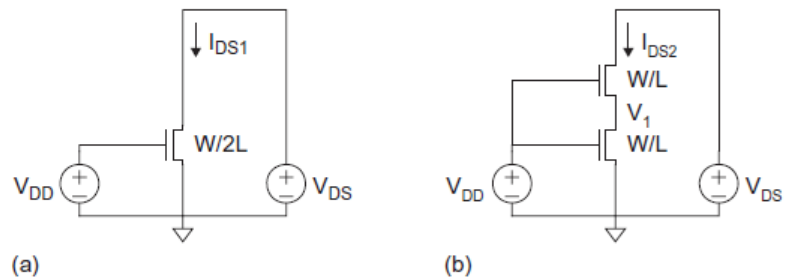 I_DS1
W/2L
V_DD
V_DS
(a)
I_DS2
W/L
V_1
W/L
V_DD
V_DS
(b)